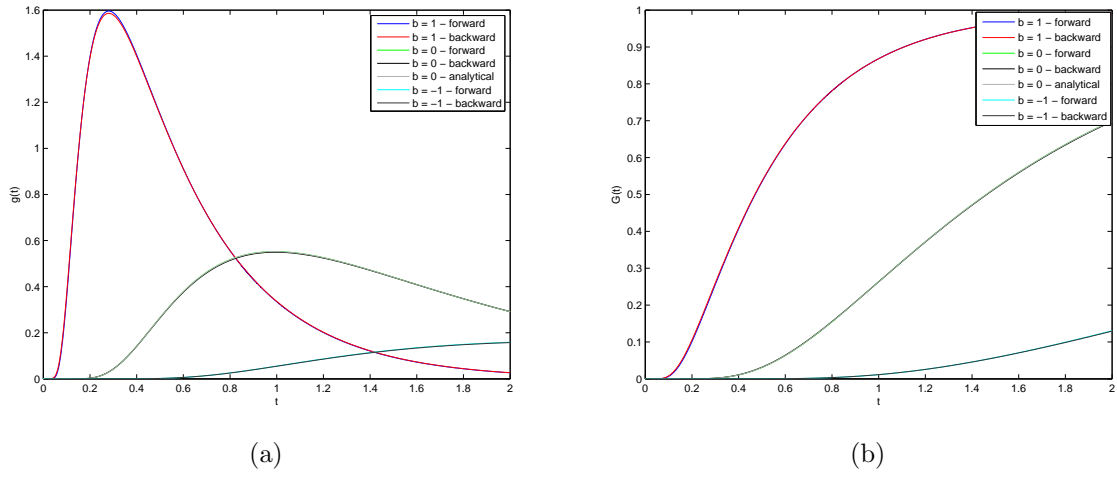 1.6
1.4
1.2
1
0.8
0.6
0.4
0.2
0
g(t)
0 0.2 0.4 0.6 0.8 1 1.2 1.4 1.6 1.8 2
t
b = 1 − forward
b = 1 − backward
b = 0 − forward
b = 0 − backward
b = 0 − analytical
b = −1 − forward
b = −1 − backward
(a)
1
0.9
0.8
0.7
0.6
0.5
0.4
0.3
0.2
0.1
0
G(t)
0 0.2 0.4 0.6 0.8 1 1.2 1.4 1.6 1.8 2
t
b = 1 − forward
b = 1 − backward
b = 0 − forward
b = 0 − backward
b = 0 − analytical
b = −1 − forward
b = −1 − backward
(b)